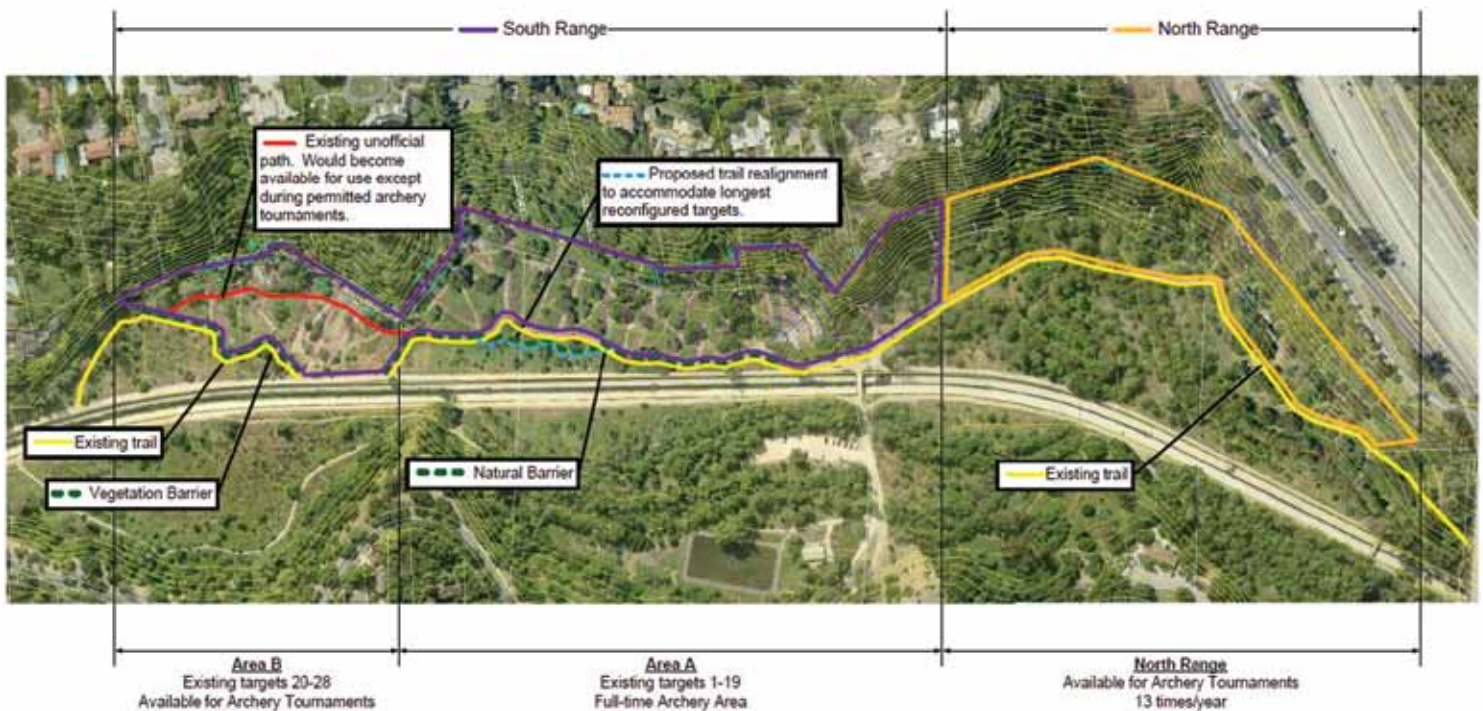 South Range
North Range
Existing unofficial
path. Would become
available for use except
during permitted archery
tournaments.
Proposed trail realignment
to accommodate longest
reconfigured targets.
Existing trail
Vegetation Barrier
Natural Barrier
Existing trail
Area B
Existing targets 20-28
Available for Archery Tournaments
Area A
Existing targets 1-19
Full-time Archery Area
North Range
Available for Archery Tournaments
13 times/year